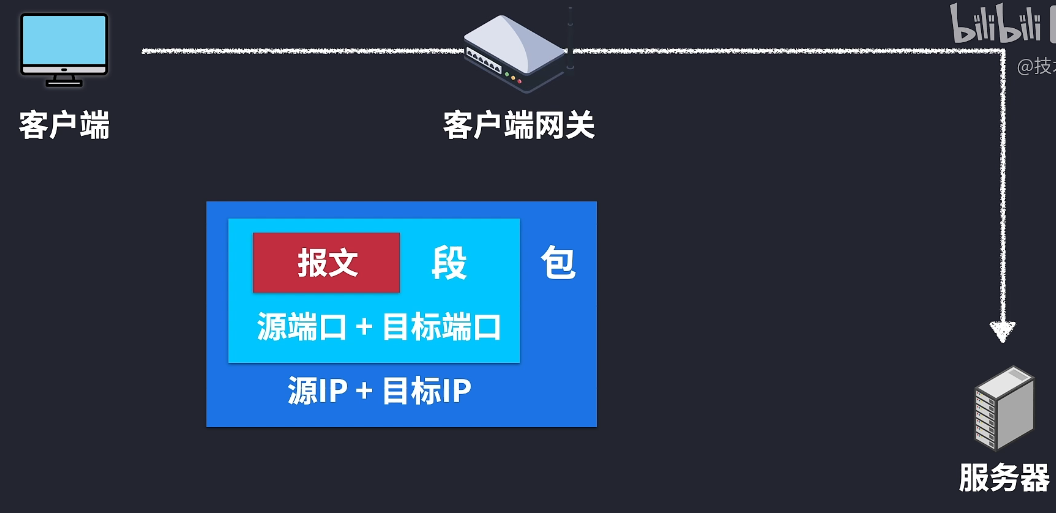 bilibili
@技
客户端
客户端网关
报文
段
包
源端口 + 目标端口
源IP + 目标IP
服务器